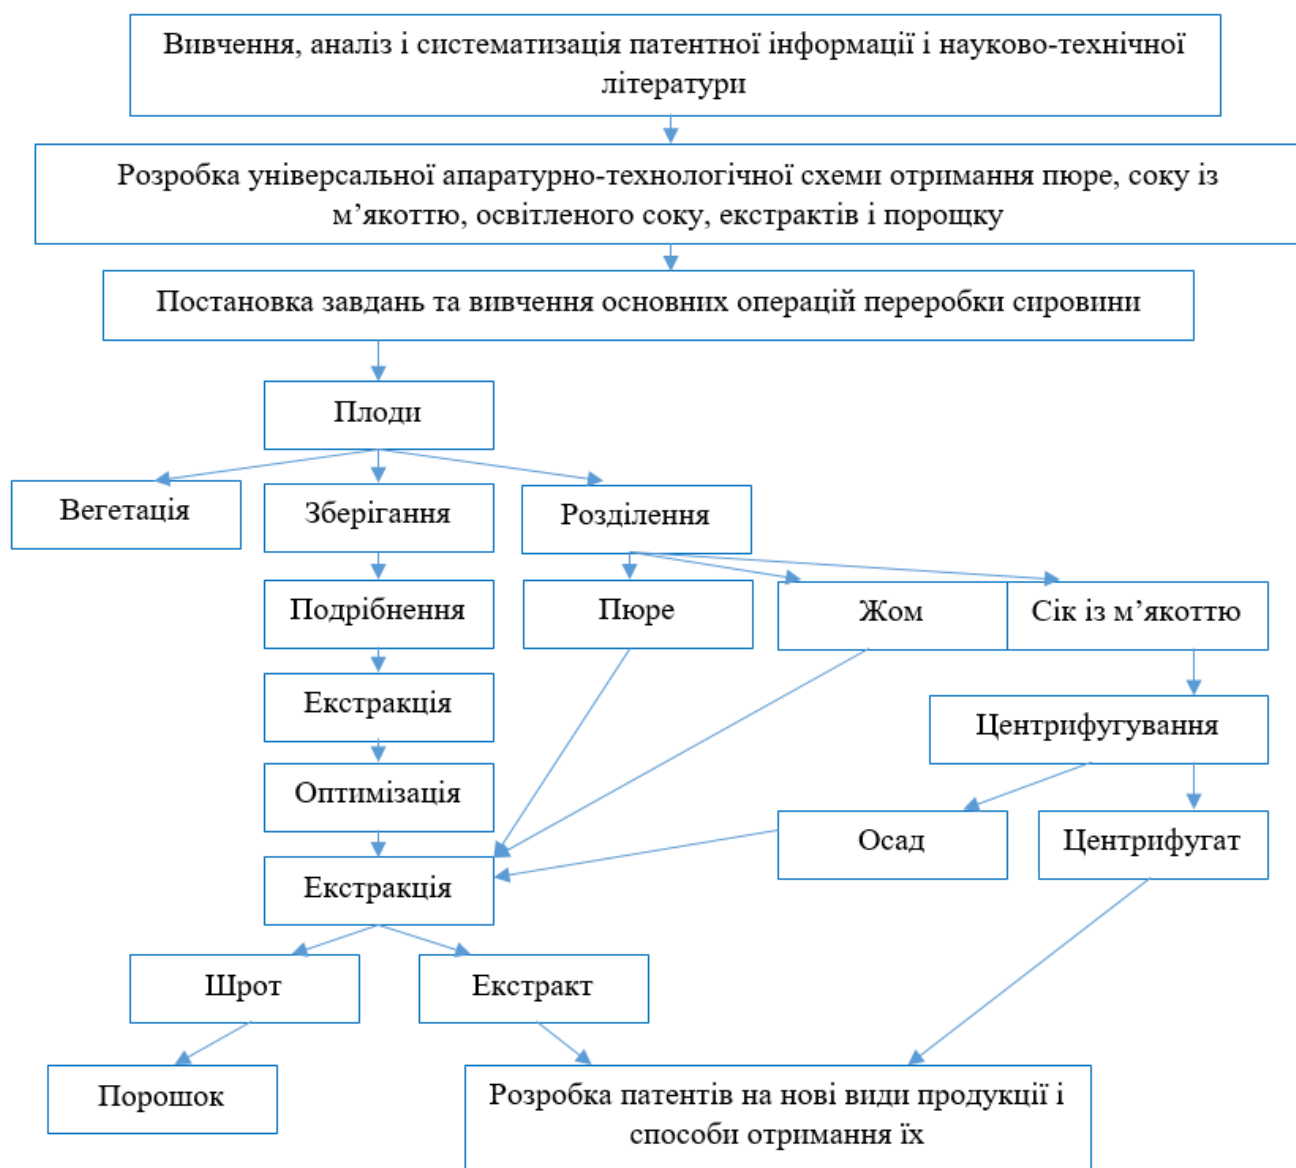 Вивчення, аналіз і систематизація патентної інформації і науково-технічної
літератури
Розробка універсальної апаратурно-технологічної схеми отримання пюре, соку із
м’якоттю, освітленого соку, екстрактів і порощку
Постановка завдань та вивчення основних операцій переробки сировини
Плоди
Вегетація
Зберігання
Розділення
Подрібнення
Пюре
Жом
Сік із м’якоттю
Екстракція
Центрифугування
Оптимізація
Осад
Центрифугат
Екстракція
Шрот
Екстракт
Порошок
Розробка патентів на нові види продукції і
способи отримання їх